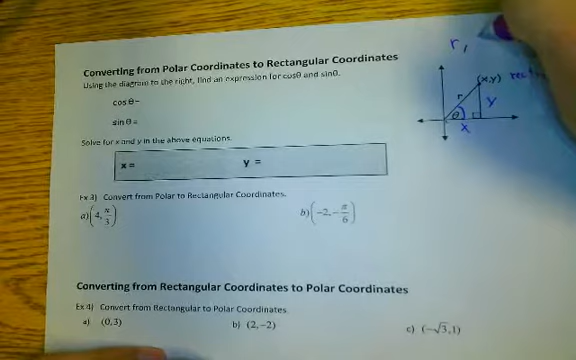 Converting from Polar Coordinates to Rectangular Coordinates
Using the diagram to the right, find an expression for cosθ and sinθ.
cos θ =
sin θ =
Solve for x and y in the above equations.
x = y =
Ex 3) Convert from Polar to Rectangular Coordinates.
a) (4, π/3) b) (-2, -π/6)
Converting from Rectangular Coordinates to Polar Coordinates
Ex 4) Convert from Rectangular to Polar Coordinates
a) (0,3) b) (2,-2) c) (-√3,1)
r,
(x,y)
r
y
θ
x